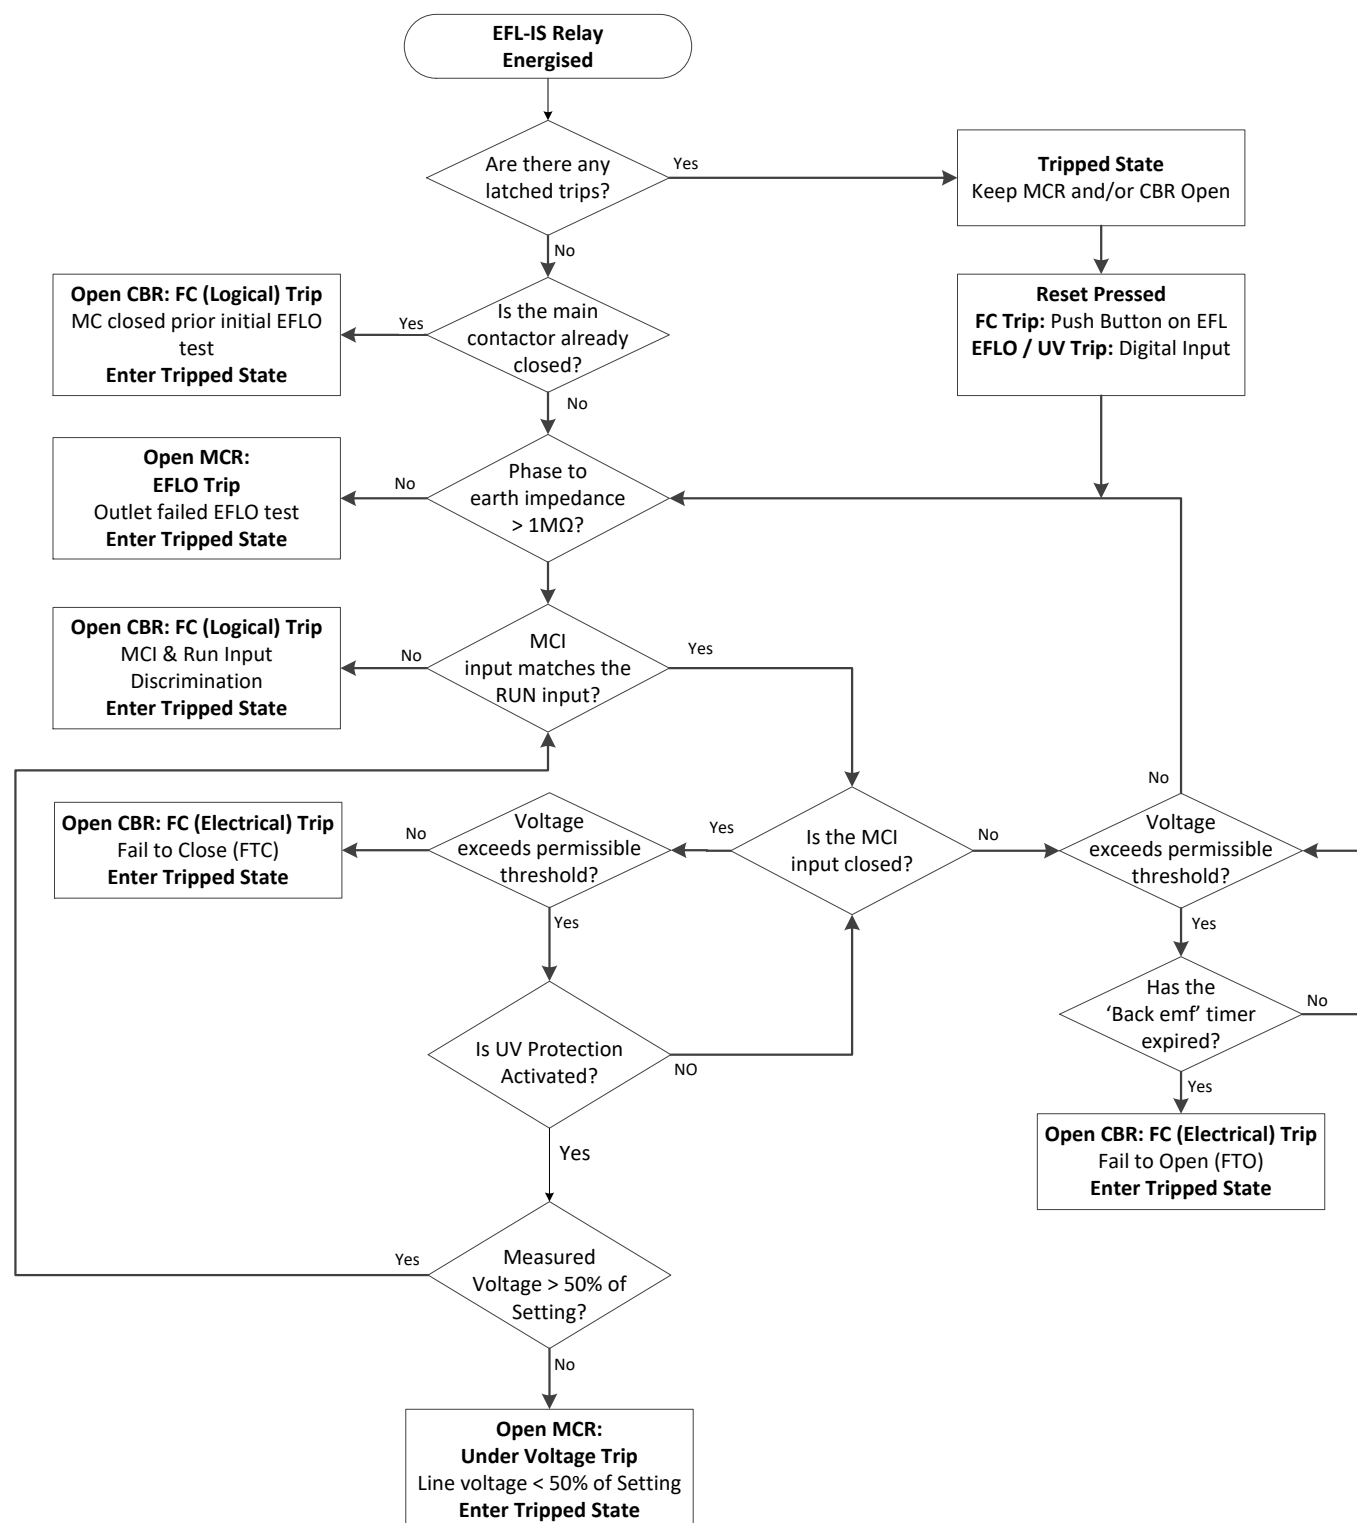 EFL-IS Relay
Energised
Are there any
latched trips?
Yes
Tripped State
Keep MCR and/or CBR Open
No
Open CBR: FC (Logical) Trip
MC closed prior initial EFLO
test
Enter Tripped State
Yes
Is the main
contactor already
closed?
Reset Pressed
FC Trip: Push Button on EFL
EFLO / UV Trip: Digital Input
No
Open MCR:
EFLO Trip
Outlet failed EFLO test
Enter Tripped State
No
Phase to
earth impedance
> 1MΩ?
Open CBR: FC (Logical) Trip
MCI & Run Input
Discrimination
Enter Tripped State
No
MCI
input matches the
RUN input?
Yes
No
Open CBR: FC (Electrical) Trip
Fail to Close (FTC)
Enter Tripped State
No
Voltage
exceeds permissible
threshold?
Yes
Is the MCI
input closed?
No
Voltage
exceeds permissible
threshold?
Yes
Yes
Is UV Protection
Activated?
NO
Has the
‘Back emf’ timer
expired?
No
Yes
Open CBR: FC (Electrical) Trip
Fail to Open (FTO)
Enter Tripped State
Yes
Yes
Measured
Voltage > 50% of
Setting?
No
Open MCR:
Under Voltage Trip
Line voltage < 50% of Setting
Enter Tripped State